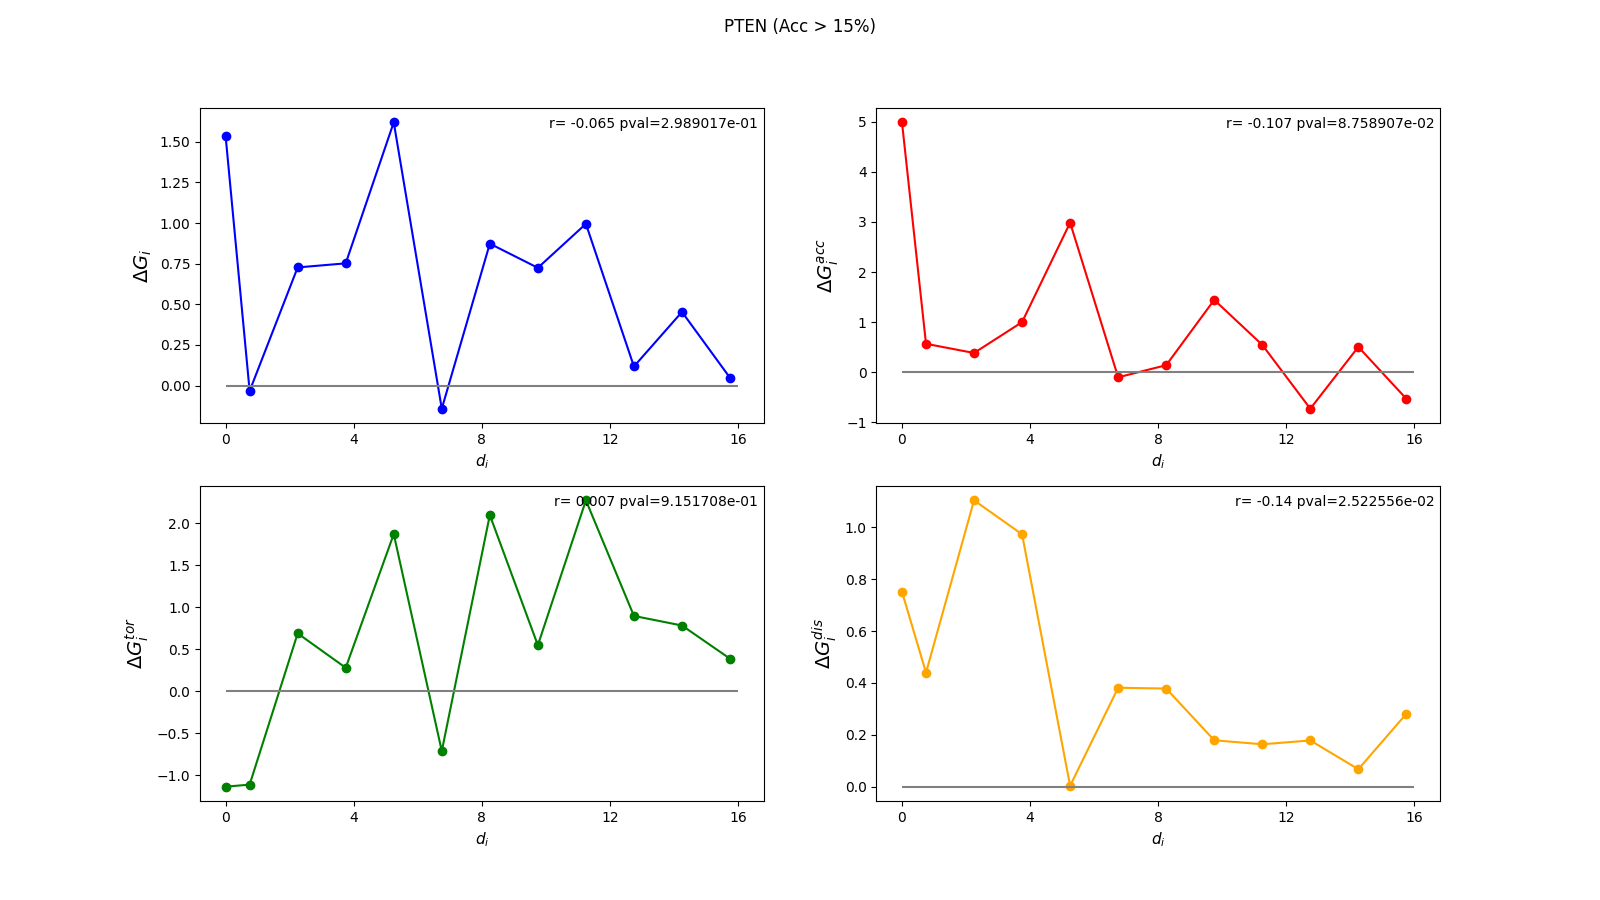 PTEN (Acc > 15%)
r= -0.065 pval=2.989017e-01
ΔG_i
1.50
1.25
1.00
0.75
0.50
0.25
0.00
0 4 8 12 16
d_i
r= -0.107 pval=8.758907e-02
ΔG_i^acc
5
4
3
2
1
0
−1
0 4 8 12 16
d_i
r= 0.007 pval=9.151708e-01
ΔG_i^tor
2.0
1.5
1.0
0.5
0.0
−0.5
−1.0
0 4 8 12 16
d_i
r= -0.14 pval=2.522556e-02
ΔG_i^dis
1.0
0.8
0.6
0.4
0.2
0.0
0 4 8 12 16
d_i